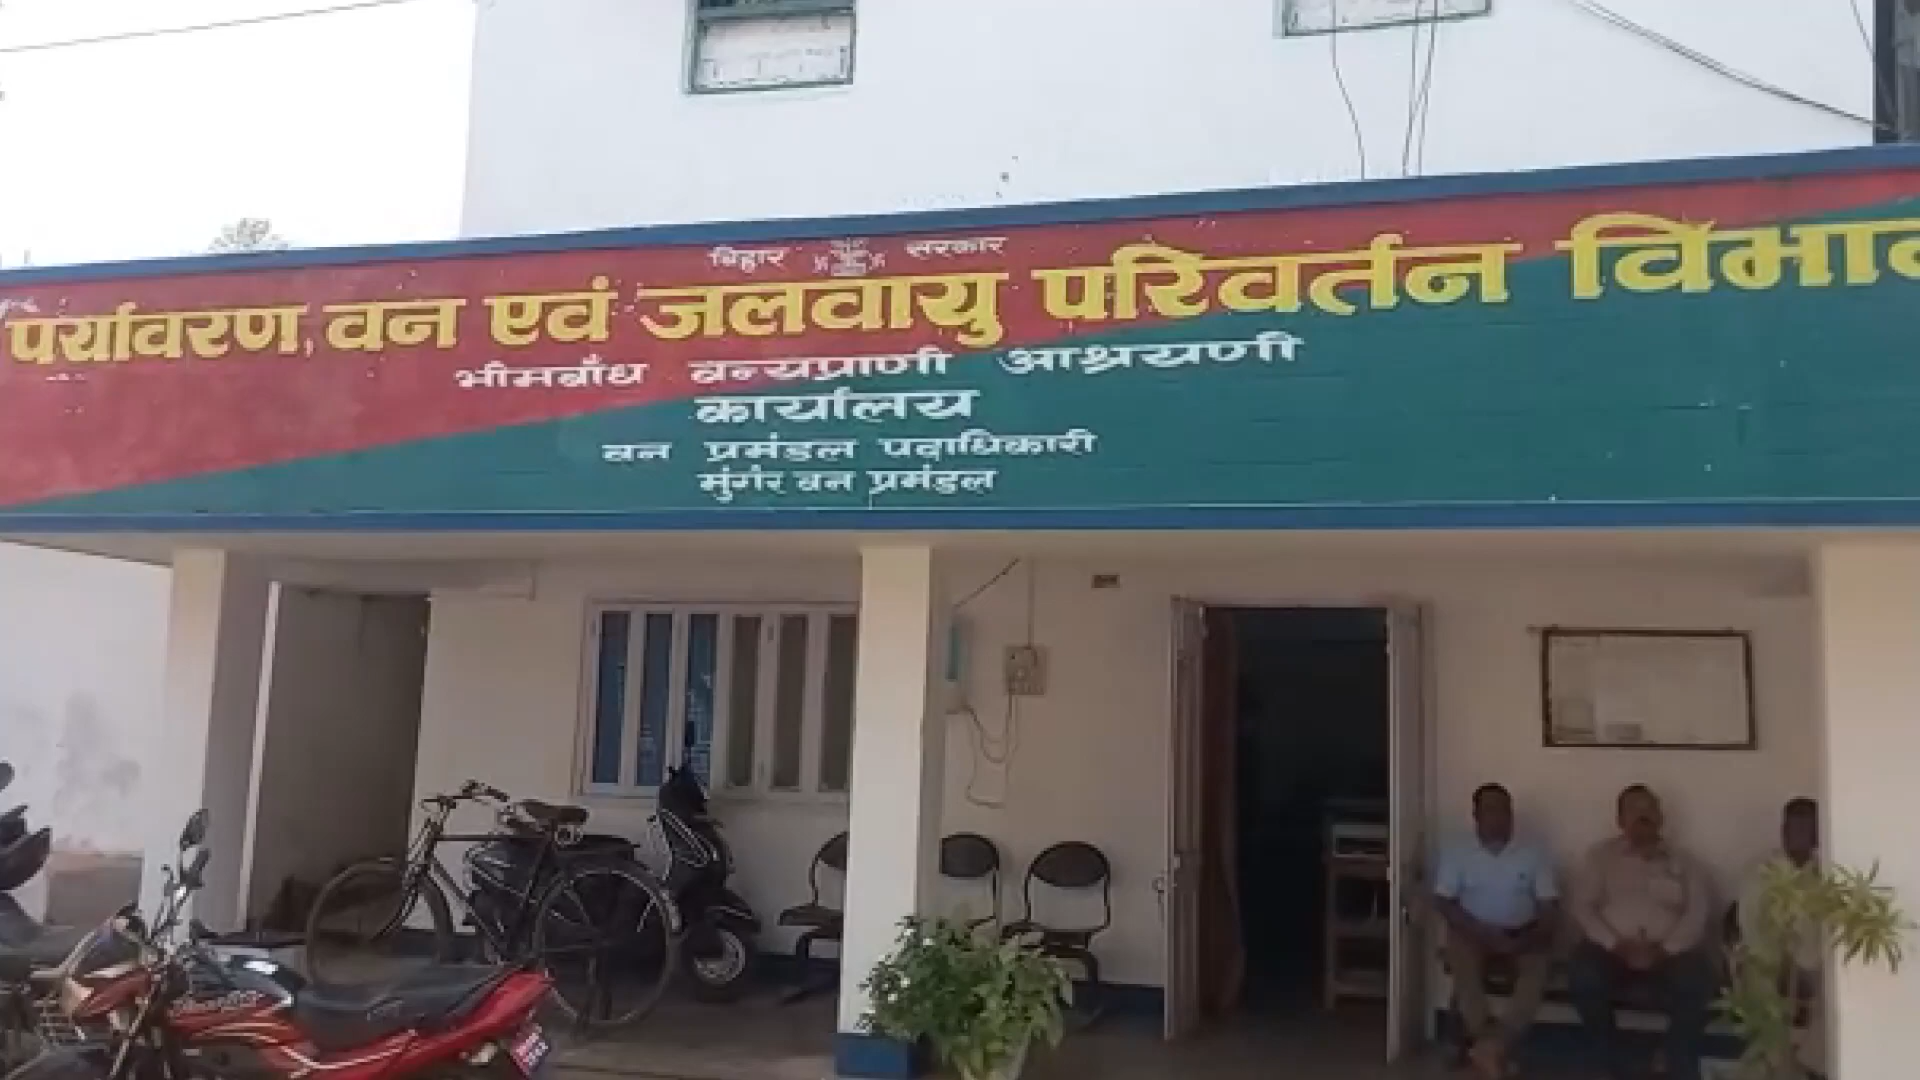 बिहार सरकार
पर्यावरण, वन एवं जलवायु परिवर्तन विभाग
भीमबाँध वन्यप्राणी आश्रयणी
कार्यालय
वन प्रमंडल पदाधिकारी
मुंगेर वन प्रमंडल